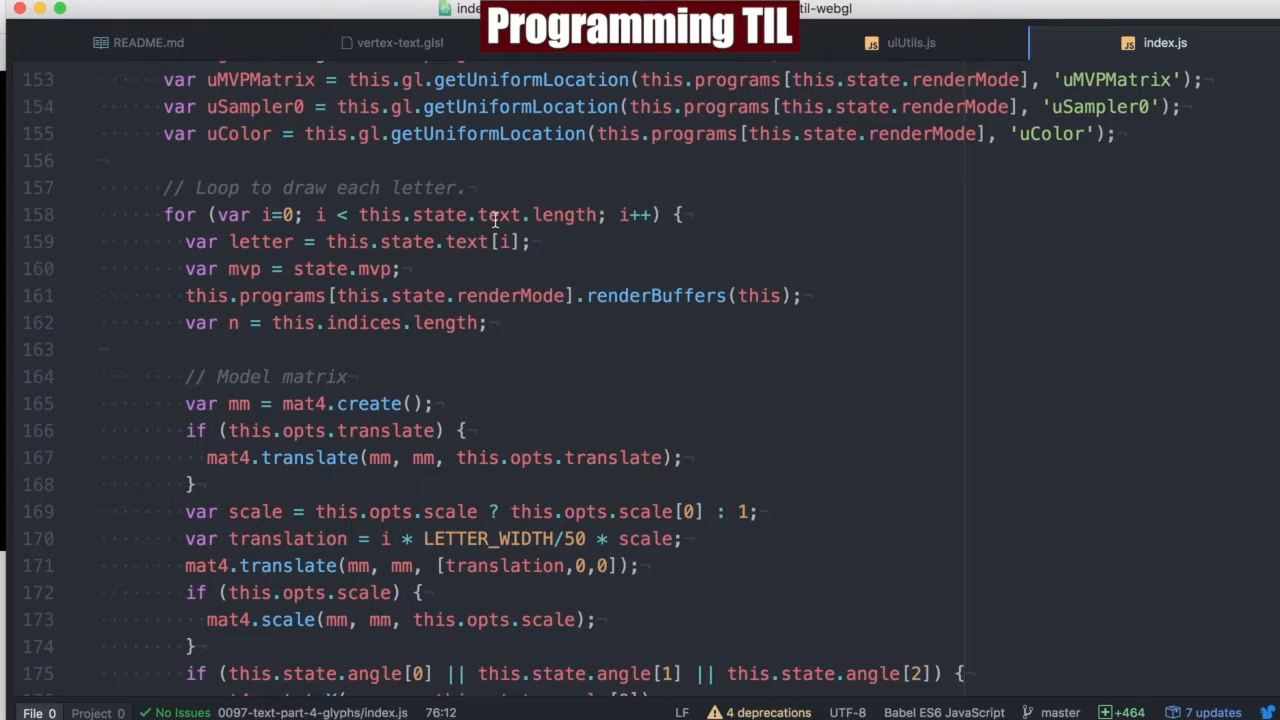 inde
til-webgl
Programming TIL
README.md
vertex-text.glsl
uiUtils.js
index.js
153 var uMVPMatrix = this.gl.getUniformLocation(this.programs[this.state.renderMode], 'uMVPMatrix');
154 var uSampler0 = this.gl.getUniformLocation(this.programs[this.state.renderMode], 'uSampler0');
155 var uColor = this.gl.getUniformLocation(this.programs[this.state.renderMode], 'uColor');
156
157 // Loop to draw each letter.
158 for (var i=0; i < this.state.text.length; i++) {
159 var letter = this.state.text[i];
160 var mvp = state.mvp;
161 this.programs[this.state.renderMode].renderBuffers(this);
162 var n = this.indices.length;
163
164 // Model matrix
165 var mm = mat4.create();
166 if (this.opts.translate) {
167 mat4.translate(mm, mm, this.opts.translate);
168 }
169 var scale = this.opts.scale ? this.opts.scale[0] : 1;
170 var translation = i * LETTER_WIDTH/50 * scale;
171 mat4.translate(mm, mm, [translation,0,0]);
172 if (this.opts.scale) {
173 mat4.scale(mm, mm, this.opts.scale);
174 }
175 if (this.state.angle[0] || this.state.angle[1] || this.state.angle[2]) {
File 0 Project 0 No Issues 0097-text-part-4-glyphs/index.js 76:12 LF 4 deprecations UTF-8 Babel ES6 JavaScript master +464 7 updates